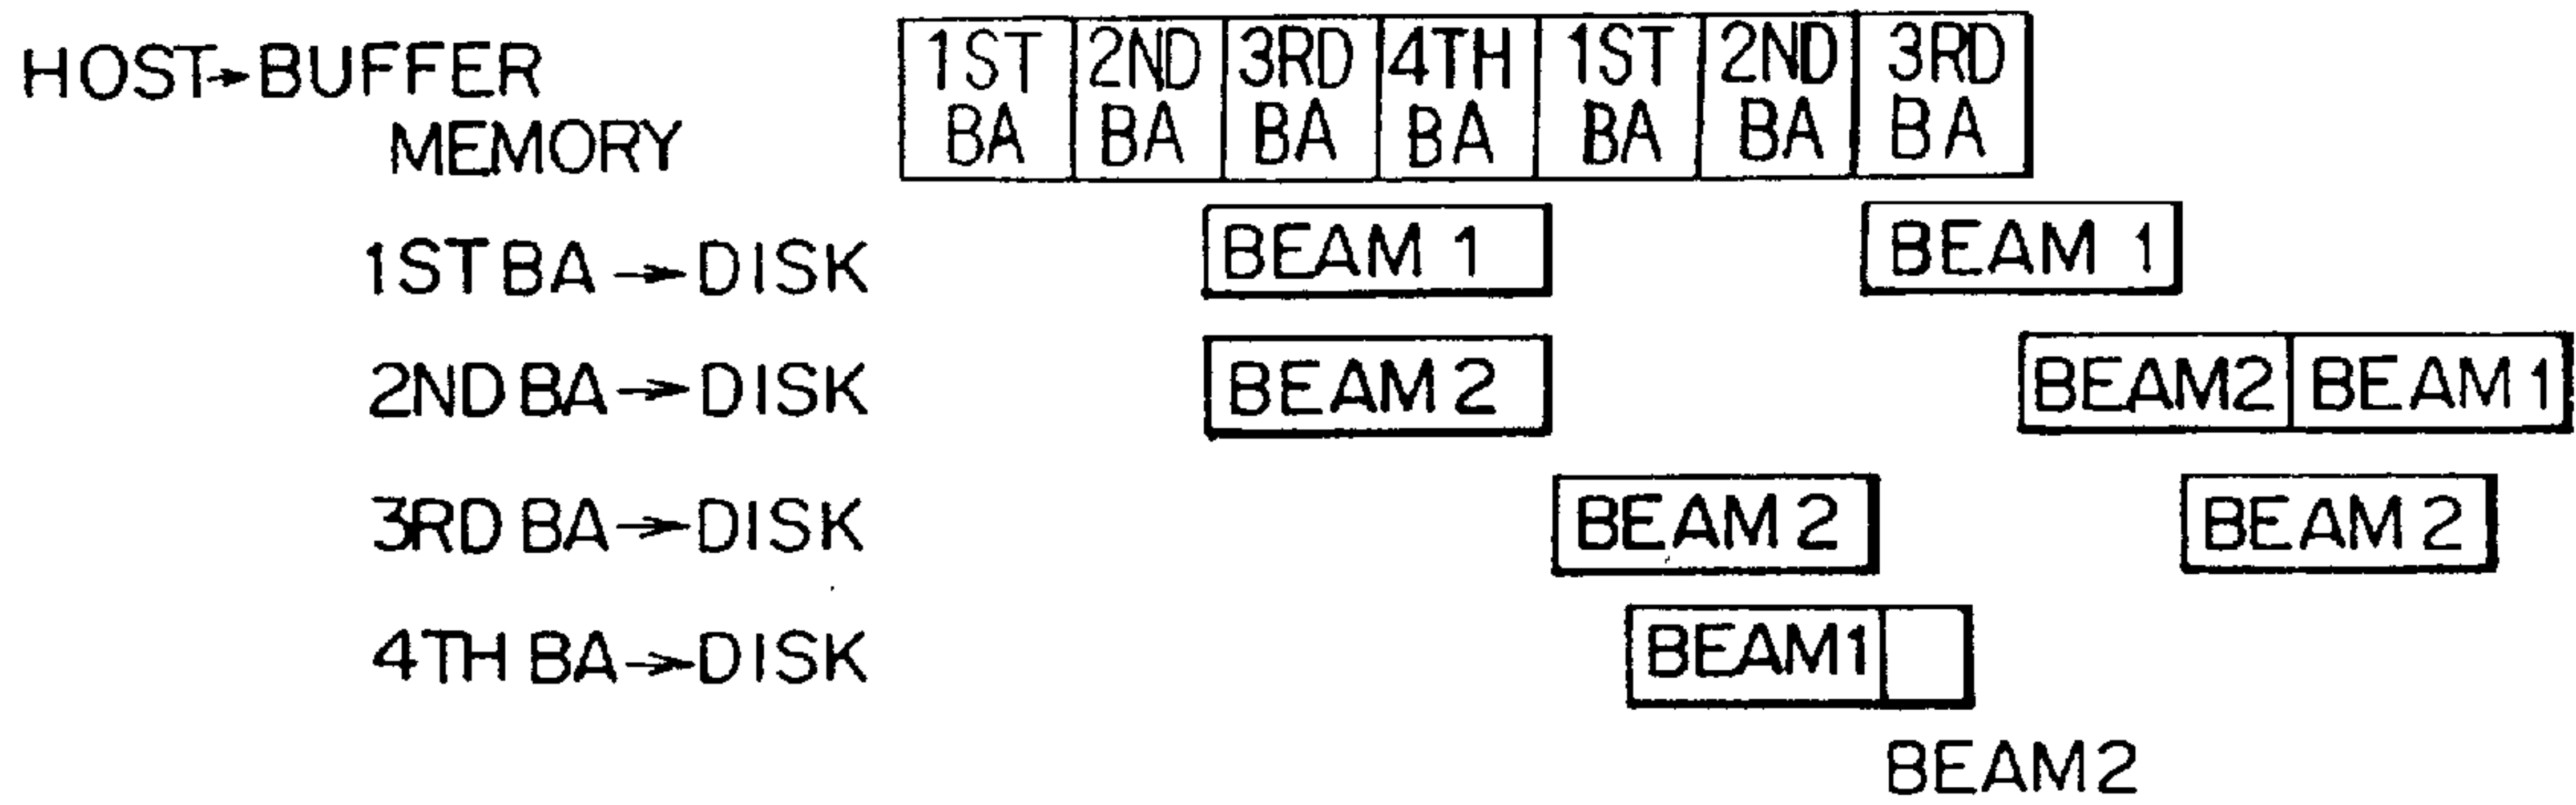 HOST→BUFFER
MEMORY
1ST BA 2ND BA 3RD BA 4TH BA 1ST BA 2ND BA 3RD BA
1ST BA → DISK BEAM 1 BEAM 1
2ND BA → DISK BEAM 2 BEAM2 BEAM 1
3RD BA → DISK BEAM 2 BEAM 2
4TH BA → DISK BEAM1
BEAM2